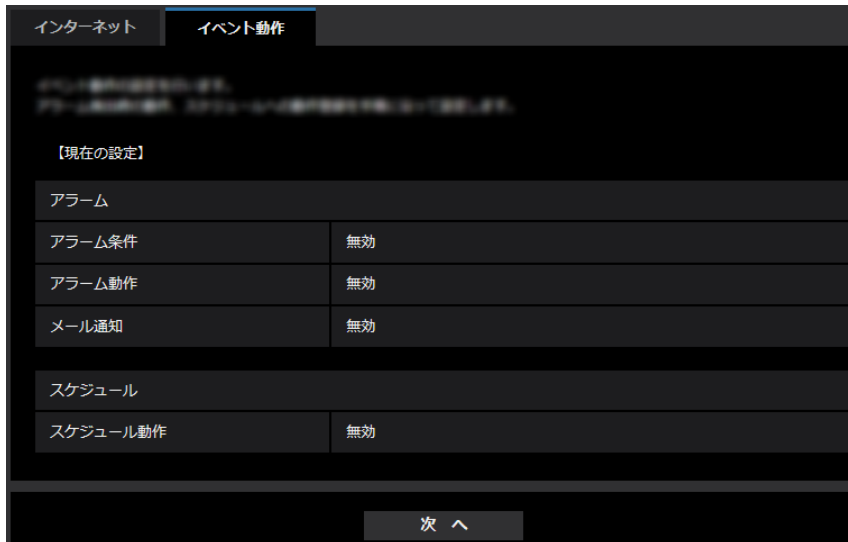 インターネット
イベント動作
【現在の設定】
アラーム
アラーム条件
無効
アラーム動作
無効
メール通知
無効
スケジュール
スケジュール動作
無効
次 へ